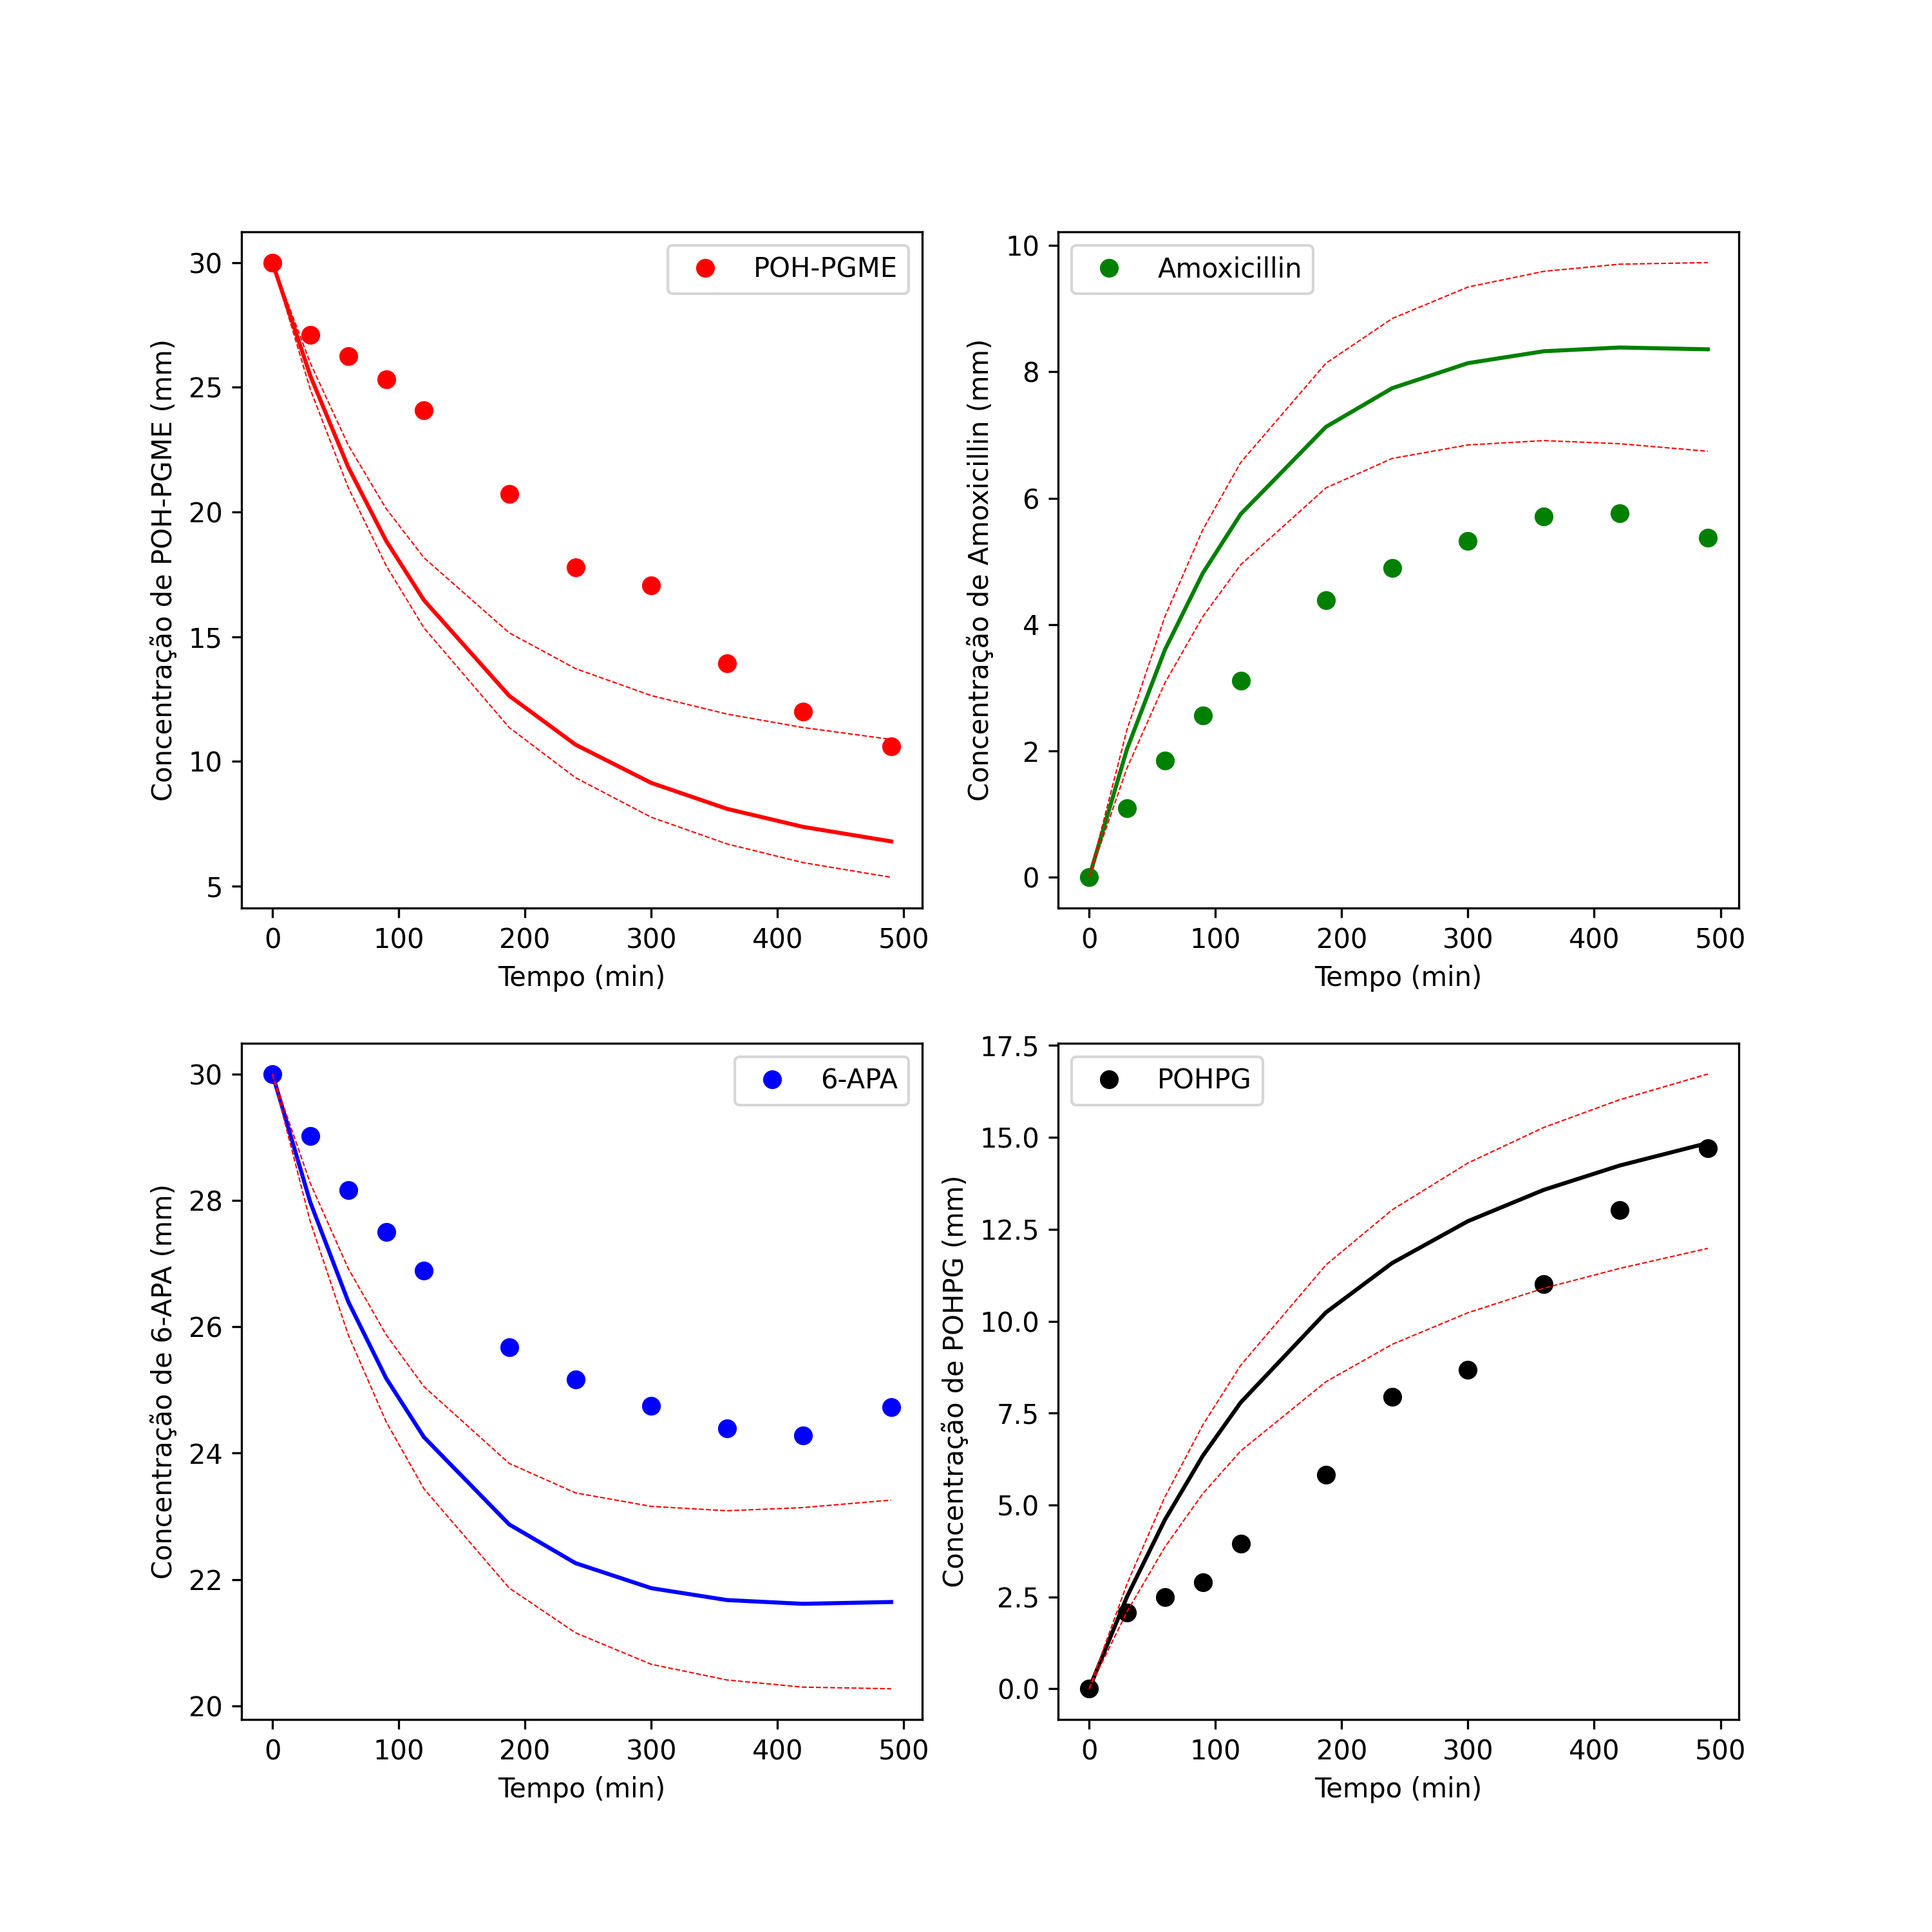 POH-PGME
Concentração de POH-PGME (mm)
30
25
20
15
10
5
0 100 200 300 400 500
Tempo (min)
Amoxicillin
Concentração de Amoxicillin (mm)
10
8
6
4
2
0
0 100 200 300 400 500
Tempo (min)
6-APA
Concentração de 6-APA (mm)
30
28
26
24
22
20
0 100 200 300 400 500
Tempo (min)
POHPG
Concentração de POHPG (mm)
17.5
15.0
12.5
10.0
7.5
5.0
2.5
0.0
0 100 200 300 400 500
Tempo (min)